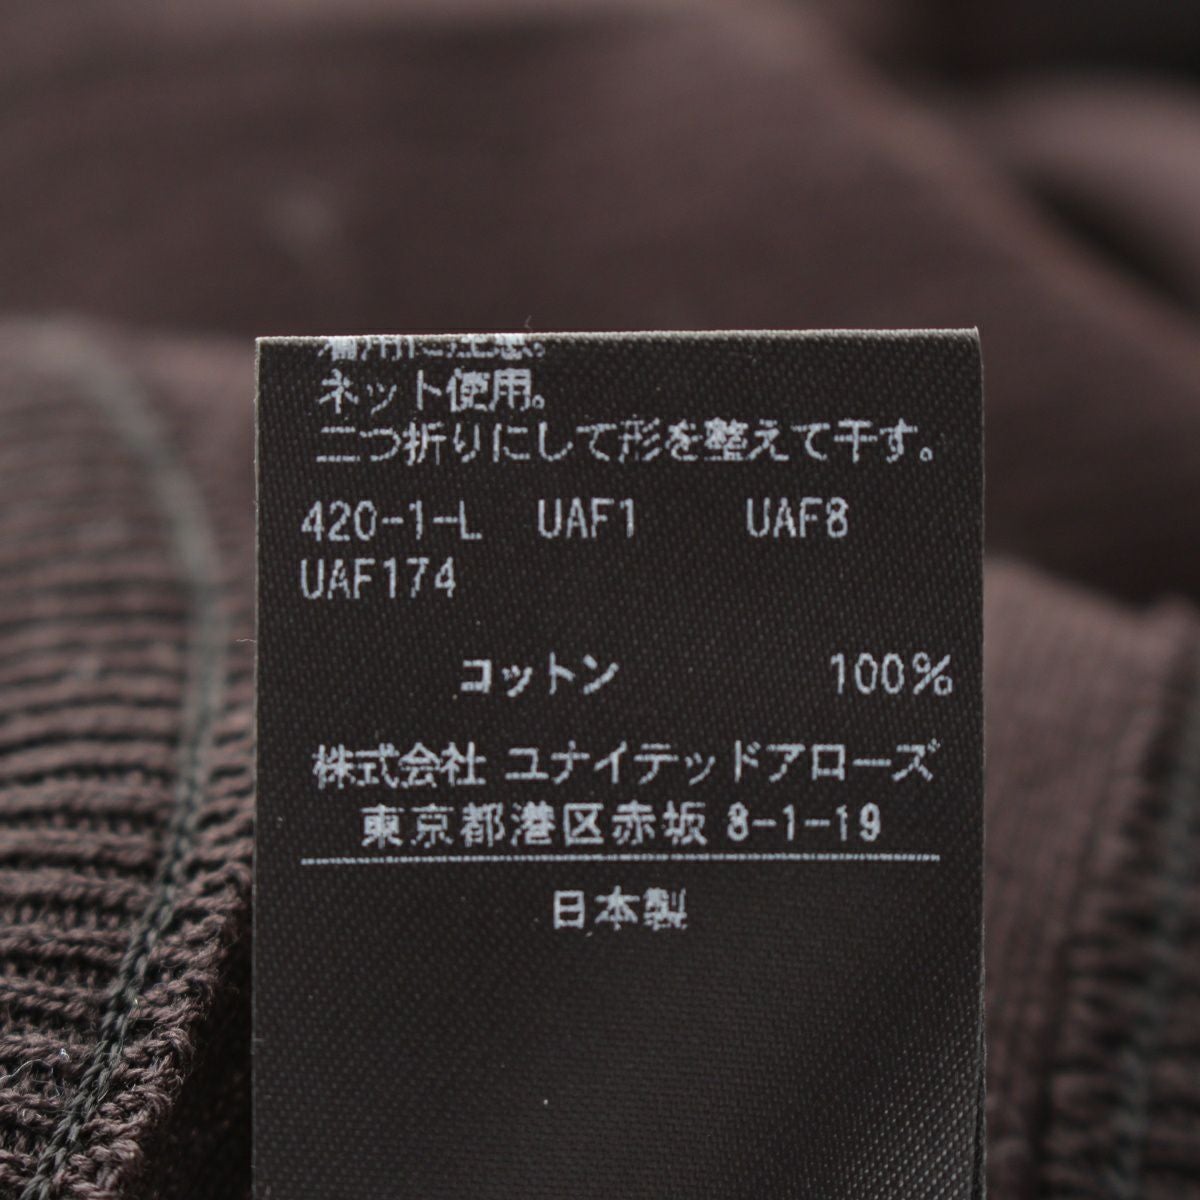 ネット使用。
二つ折りにして形を整えて干す。
420-1-L UAF1 UAF8
UAF174
コットン 100%
株式会社 ユナイテッドアローズ
東京都港区赤坂 8-1-19
日本製